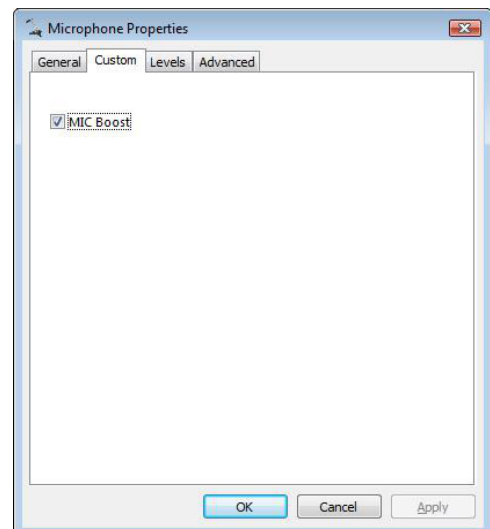 Microphone Properties
General Custom Levels Advanced
MIC Boost
OK Cancel Apply